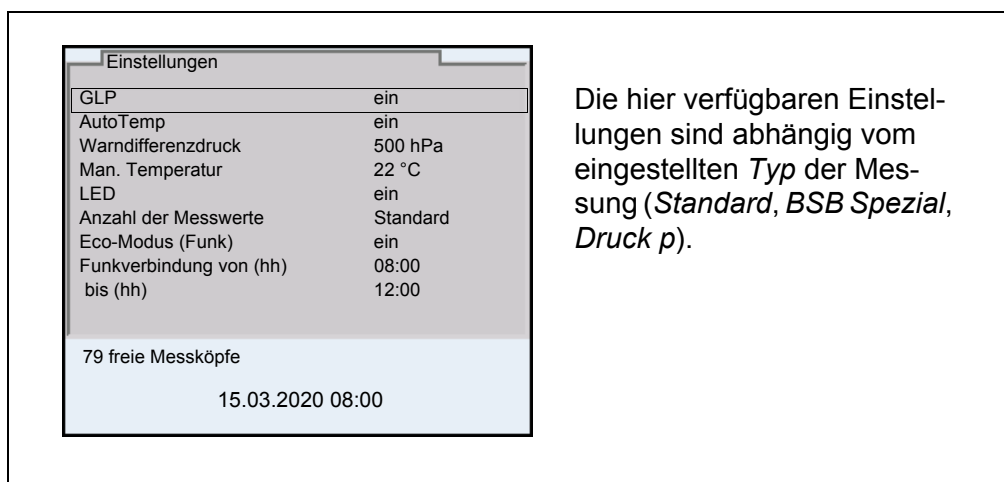 Einstellungen
GLP ein
AutoTemp ein
Warndifferenzdruck 500 hPa
Man. Temperatur 22 °C
LED ein
Anzahl der Messwerte Standard
Eco-Modus (Funk) ein
Funkverbindung von (hh) 08:00
bis (hh) 12:00
79 freie Messköpfe
15.03.2020 08:00
Die hier verfügbaren Einstel-
lungen sind abhängig vom
eingestellten Typ der Mes-
sung (Standard, BSB Spezial,
Druck p).